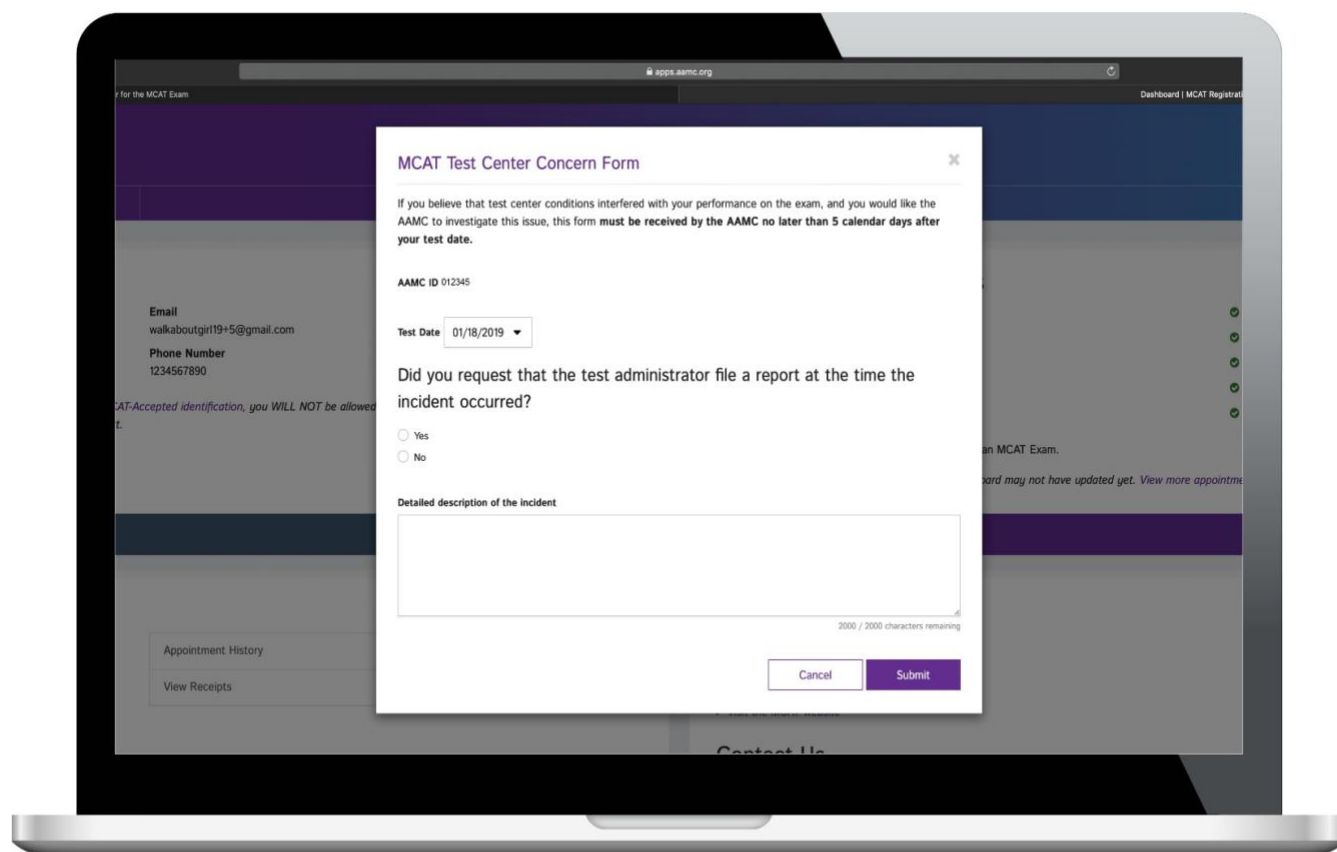 apps.aamc.org
r for the MCAT Exam
Dashboard | MCAT Registrati
MCAT Test Center Concern Form
If you believe that test center conditions interfered with your performance on the exam, and you would like the
AAMC to investigate this issue, this form must be received by the AAMC no later than 5 calendar days after
your test date.
AAMC ID 012345
Test Date 01/18/2019
Did you request that the test administrator file a report at the time the
incident occurred?
Yes
No
Detailed description of the incident
2000 / 2000 characters remaining
Cancel
Submit
Email
walkaboutgirl19+5@gmail.com
Phone Number
1234567890
CAT-Accepted identification, you WILL NOT be allowed
t.
an MCAT Exam.
oard may not have updated yet. View more appointme
Appointment History
View Receipts
Contact Us